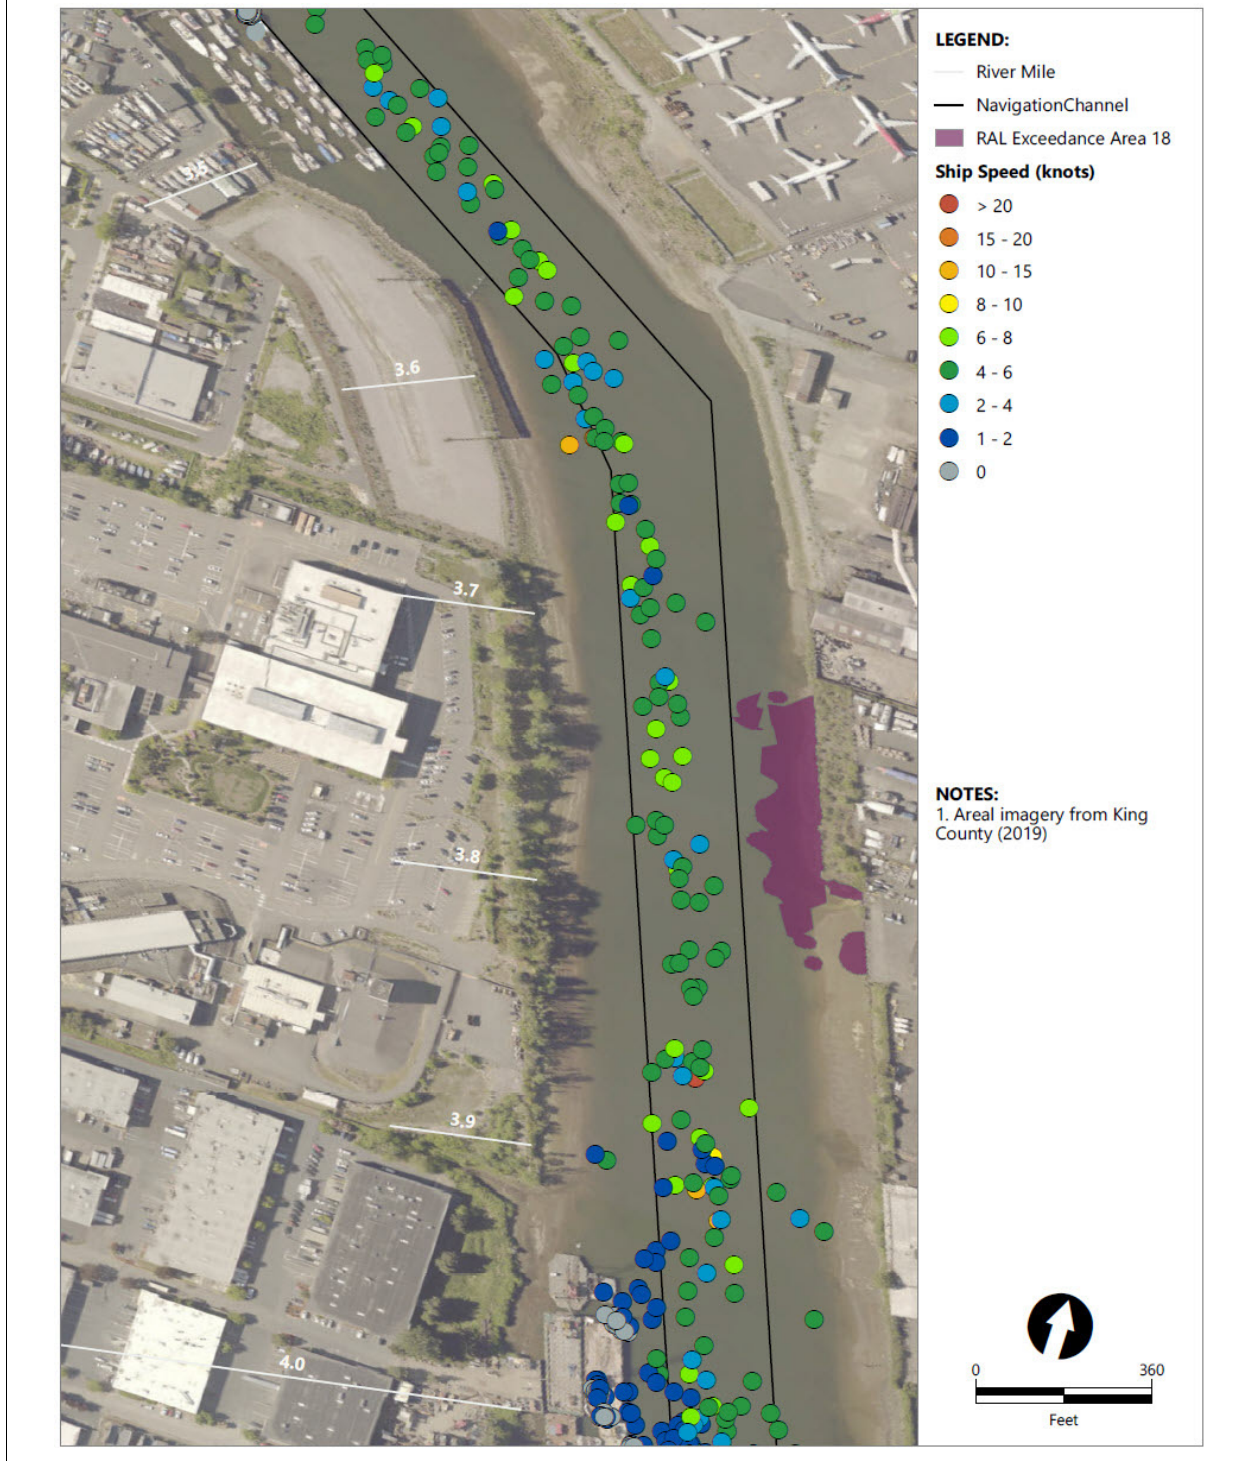 3.5
3.6
3.7
3.8
3.9
4.0
LEGEND:
River Mile
NavigationChannel
RAL Exceedance Area 18
Ship Speed (knots)
> 20
15 - 20
10 - 15
8 - 10
6 - 8
4 - 6
2 - 4
1 - 2
0
NOTES:
1. Areal imagery from King
County (2019)
0 360
Feet